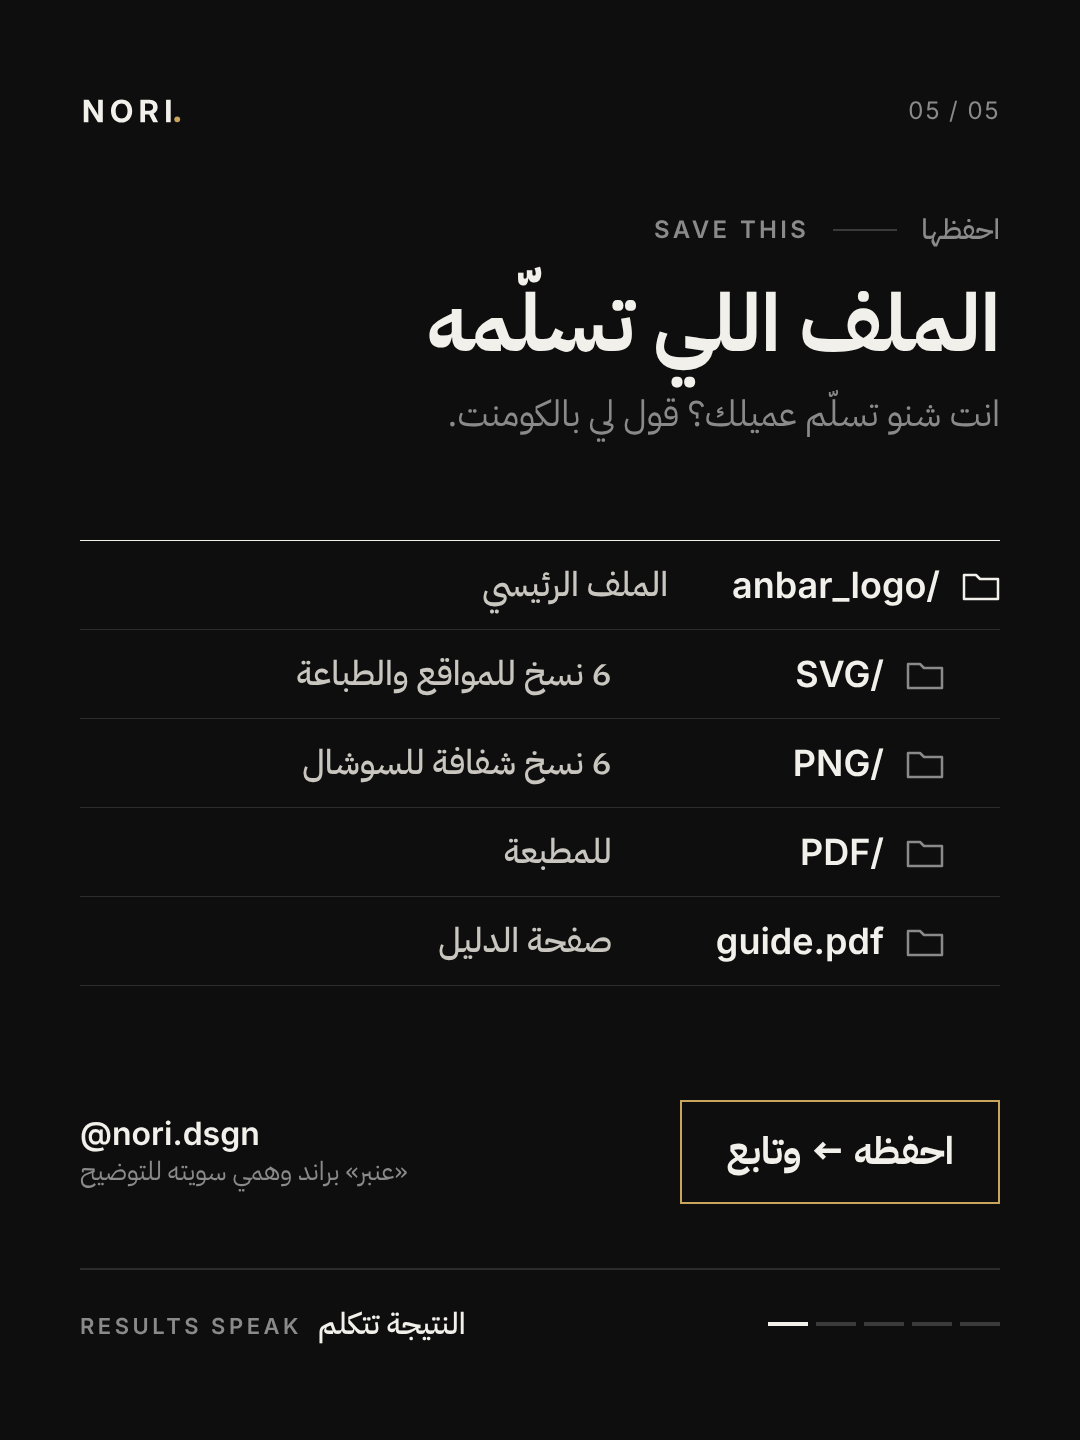 NORI.
05 / 05
احفظها — SAVE THIS
الملف اللي تسلّمه
انت شنو تسلّم عميلك؟ قول لي بالكومنت.
anbar_logo/ الملف الرئيسي
SVG/ 6 نسخ للمواقع والطباعة
PNG/ 6 نسخ شفافة للسوشال
PDF/ للمطبعة
guide.pdf صفحة الدليل
احفظه ← وتابع
@nori.dsgn
«عنبر» براند وهمي سويته للتوضيح
RESULTS SPEAK النتيجة تتكلم